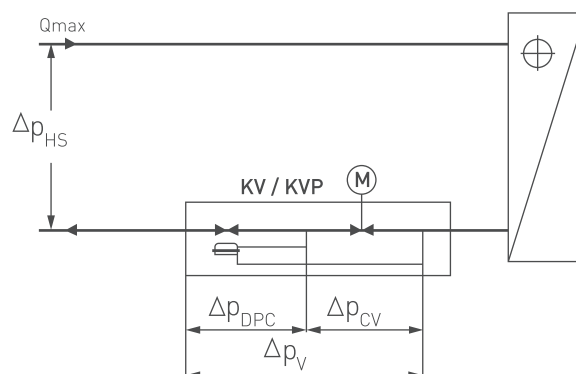 Qmax
Δp_HS
KV / KVP
M
Δp_DPC
Δp_CV
Δp_V